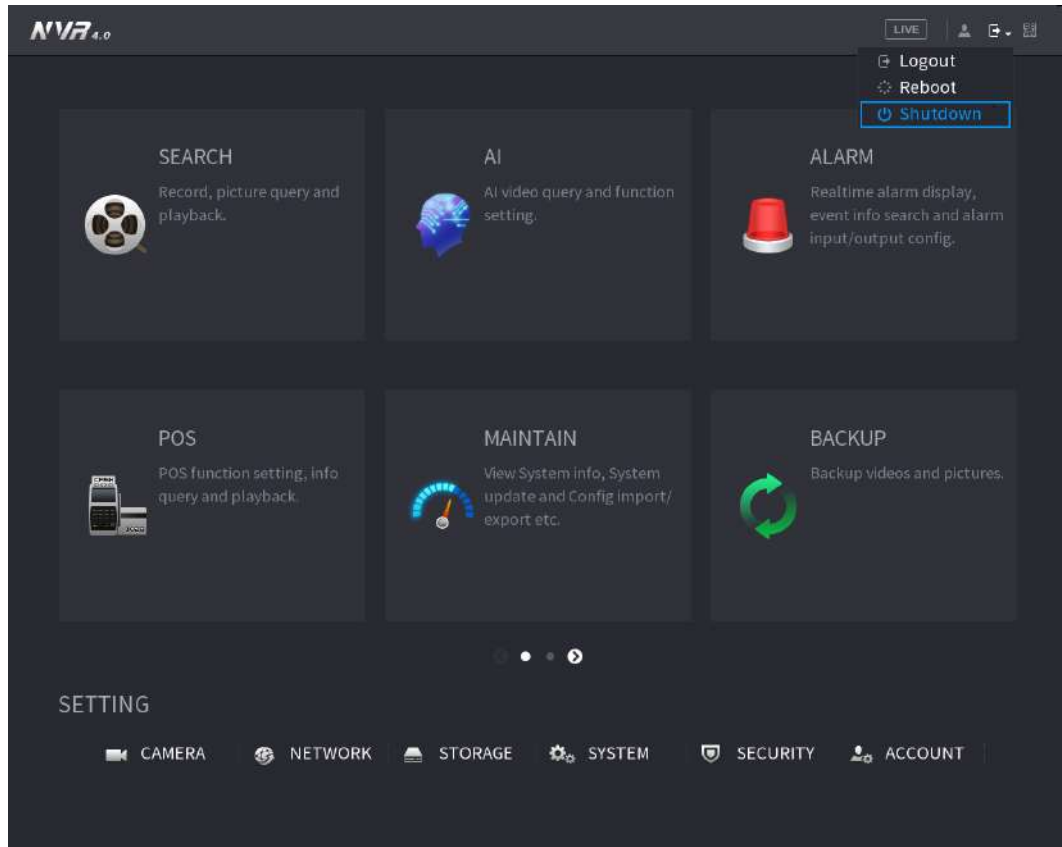 NVR 4.0
LIVE
Logout
Reboot
Shutdown
SEARCH
Record, picture query and
playback.
AI
AI video query and function
setting.
ALARM
Realtime alarm display,
event info search and alarm
input/output config.
POS
POS function setting, info
query and playback.
MAINTAIN
View System info, System
update and Config import/
export etc.
BACKUP
Backup videos and pictures.
SETTING
CAMERA NETWORK STORAGE SYSTEM SECURITY ACCOUNT